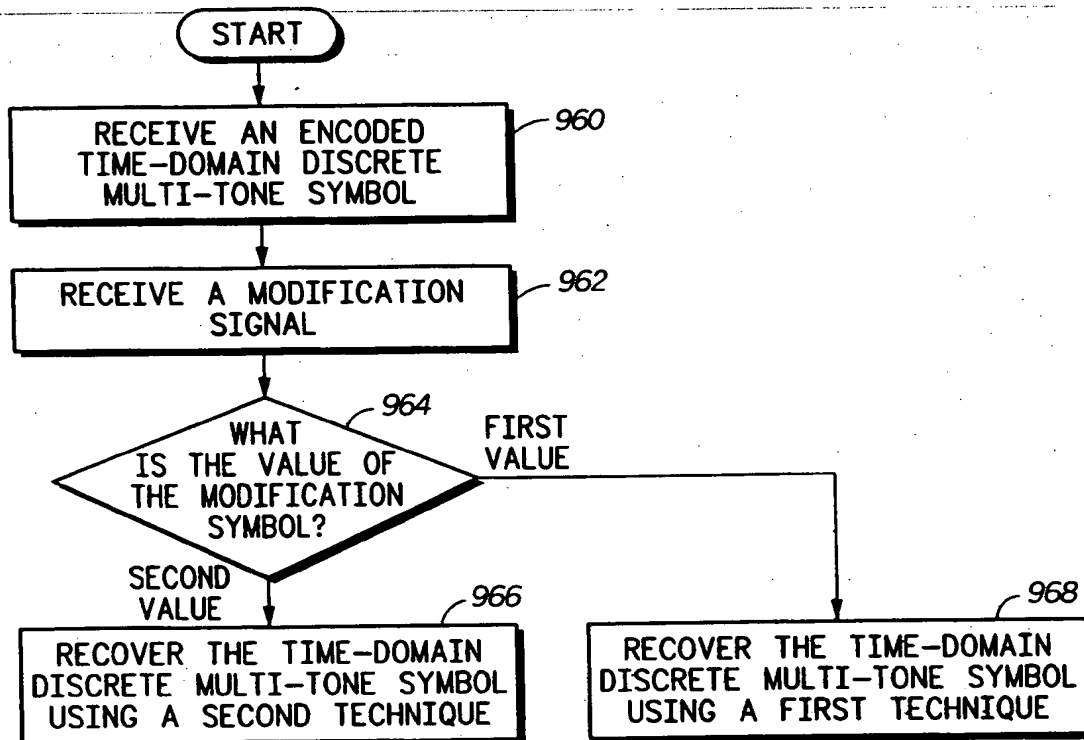 START
RECEIVE AN ENCODED
TIME-DOMAIN DISCRETE
MULTI-TONE SYMBOL
960
RECEIVE A MODIFICATION
SIGNAL
962
WHAT
IS THE VALUE OF
THE MODIFICATION
SYMBOL?
964
FIRST
VALUE
SECOND
VALUE
966
RECOVER THE TIME-DOMAIN
DISCRETE MULTI-TONE SYMBOL
USING A SECOND TECHNIQUE
968
RECOVER THE TIME-DOMAIN
DISCRETE MULTI-TONE SYMBOL
USING A FIRST TECHNIQUE